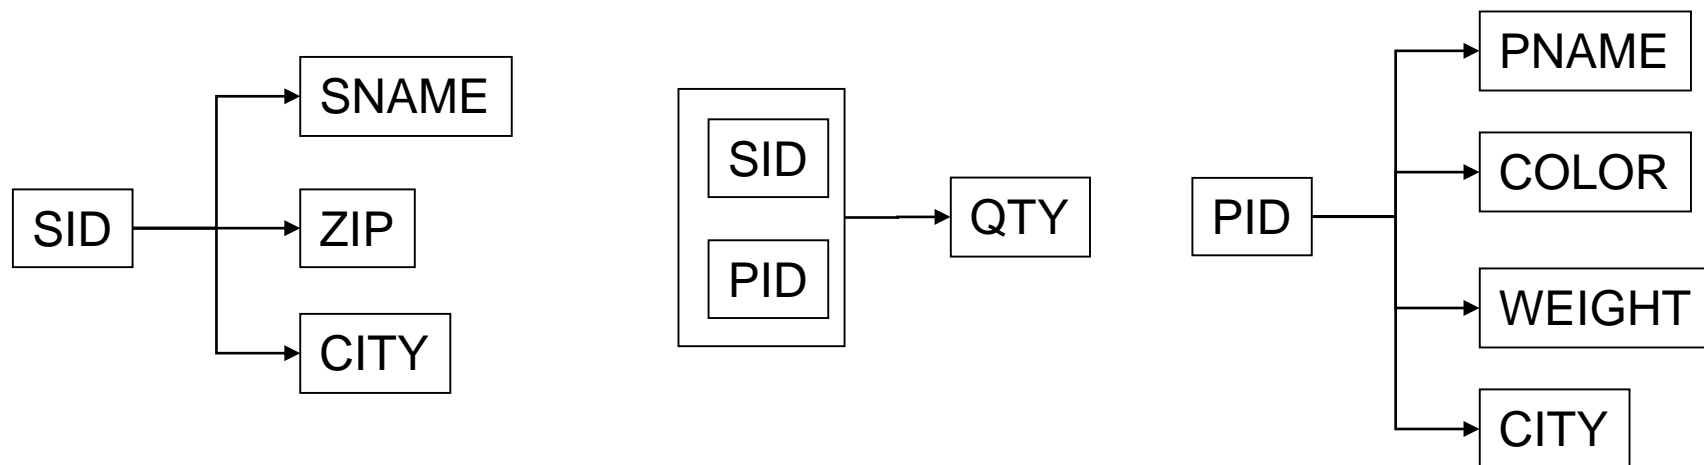 SID
SNAME
ZIP
CITY
SID
PID
QTY
PID
PNAME
COLOR
WEIGHT
CITY